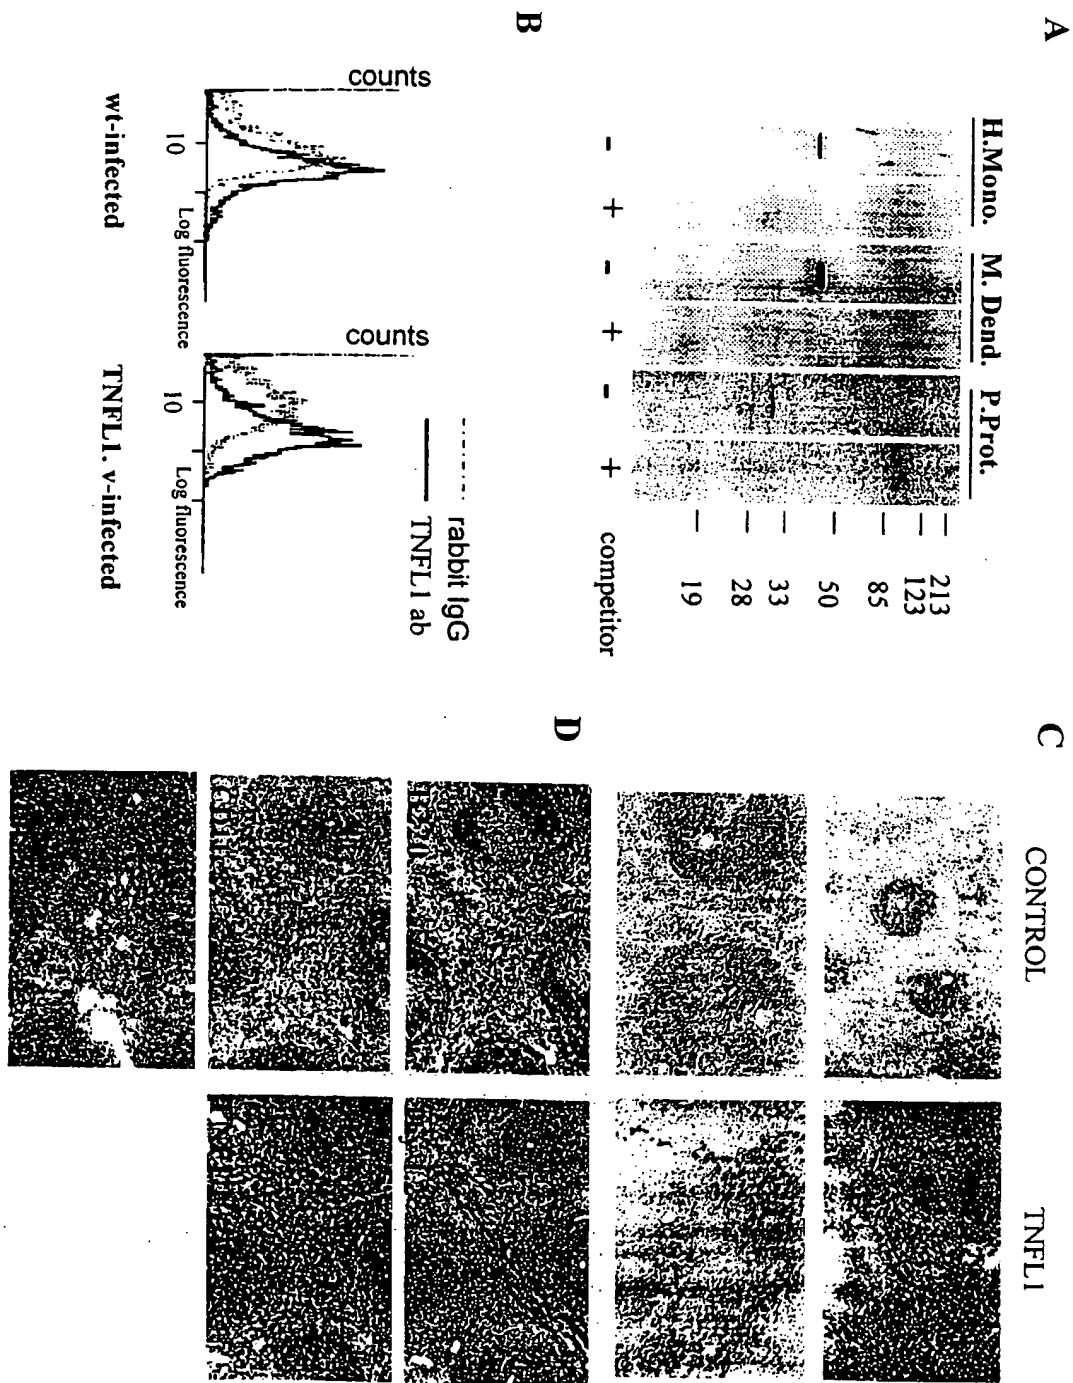 A
H.Mono.
M. Dend.
P.Prot.
213
123
85
50
33
28
19
- + - + - +
competitor
B
counts
10
Log fluorescence
wt-infected
counts
10
Log fluorescence
TNFL1. v-infected
rabbit IgG
TNFL1 ab
C
CONTROL
TNFL1
D
B220